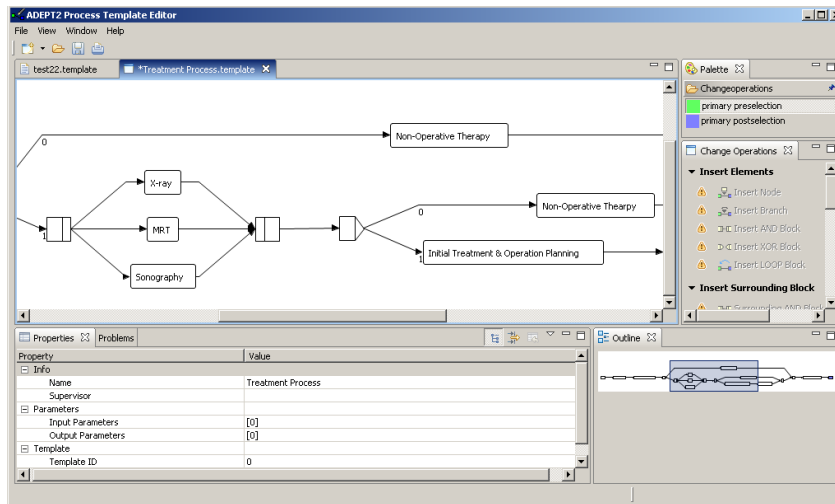 ADEPT2 Process Template Editor
File View Window Help
test22.template
*Treatment Process.template
0
Non-Operative Therapy
X-ray
MRT
Sonography
1
0
Non-Operative Thearpy
1
Initial Treatment & Operation Planning
Palette
Changeoperations
primary preselection
primary postselection
Change Operations
Insert Elements
Insert Node
Insert Branch
Insert AND Block
Insert XOR Block
Insert LOOP Block
Insert Surrounding Block
Surrounding AND Block
Properties Problems
Property Value
Info
Name Treatment Process
Supervisor
Parameters
Input Parameters [0]
Output Parameters [0]
Template
Template ID 0
Outline